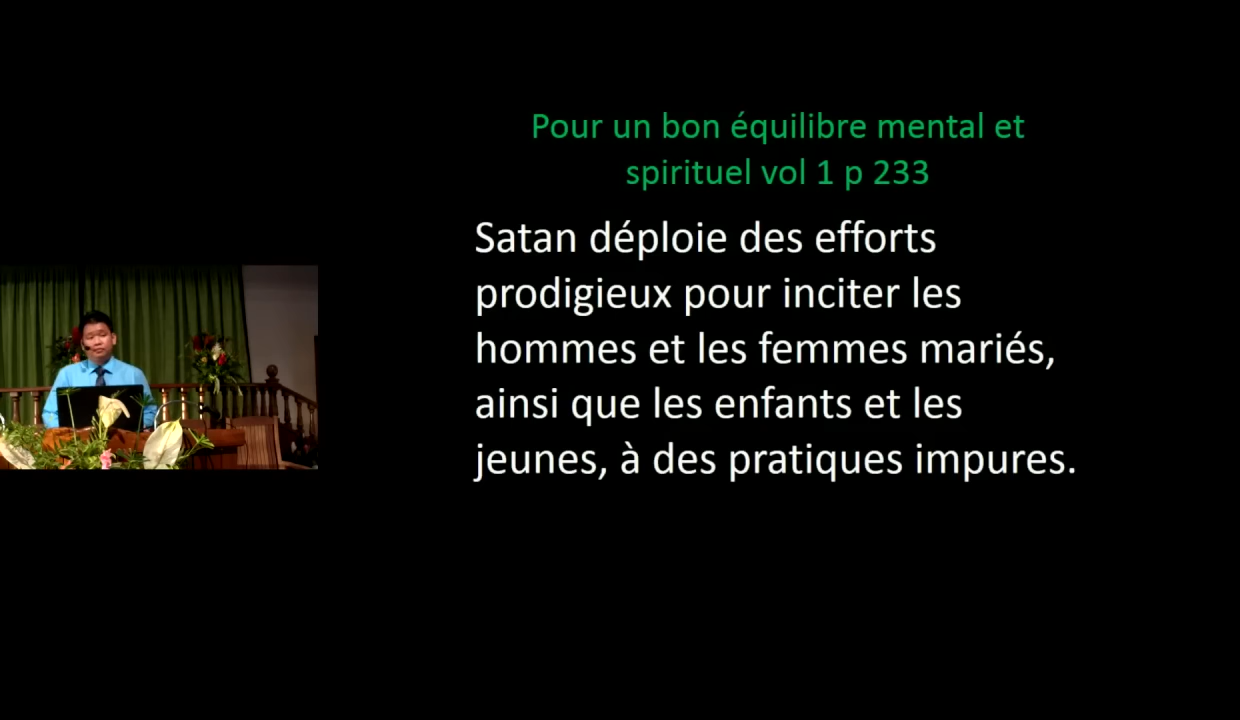 Pour un bon équilibre mental et
spirituel vol 1 p 233
Satan déploie des efforts
prodigieux pour inciter les
hommes et les femmes mariés,
ainsi que les enfants et les
jeunes, à des pratiques impures.